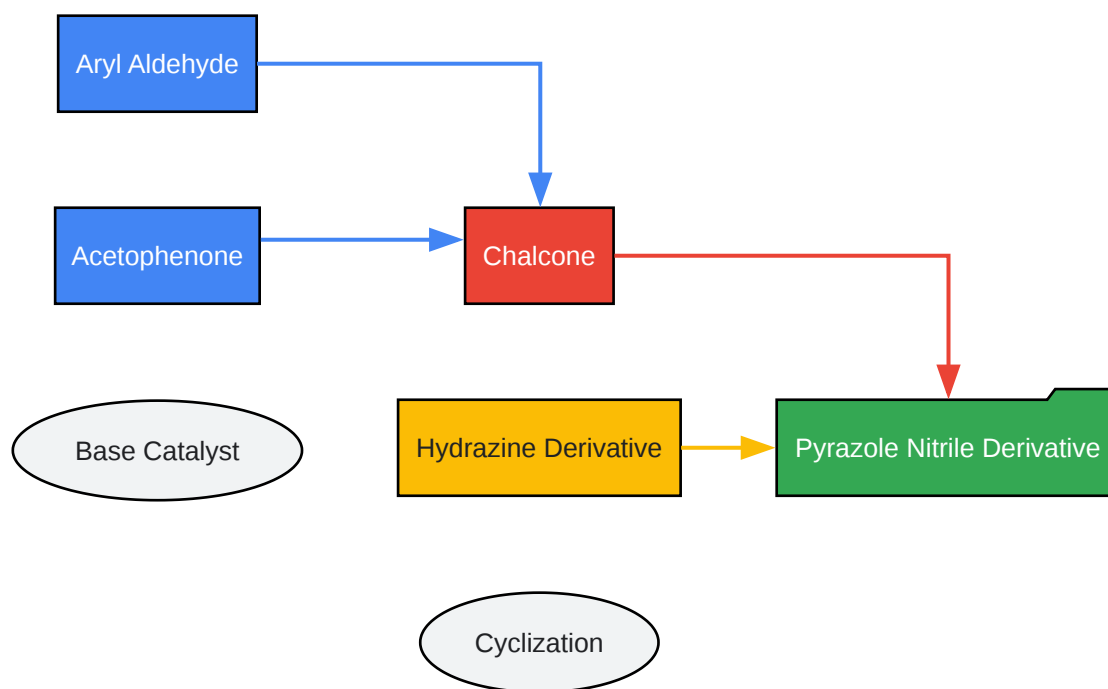 Aryl Aldehyde
Acetophenone
Chalcone
Base Catalyst
Hydrazine Derivative
Pyrazole Nitrile Derivative
Cyclization